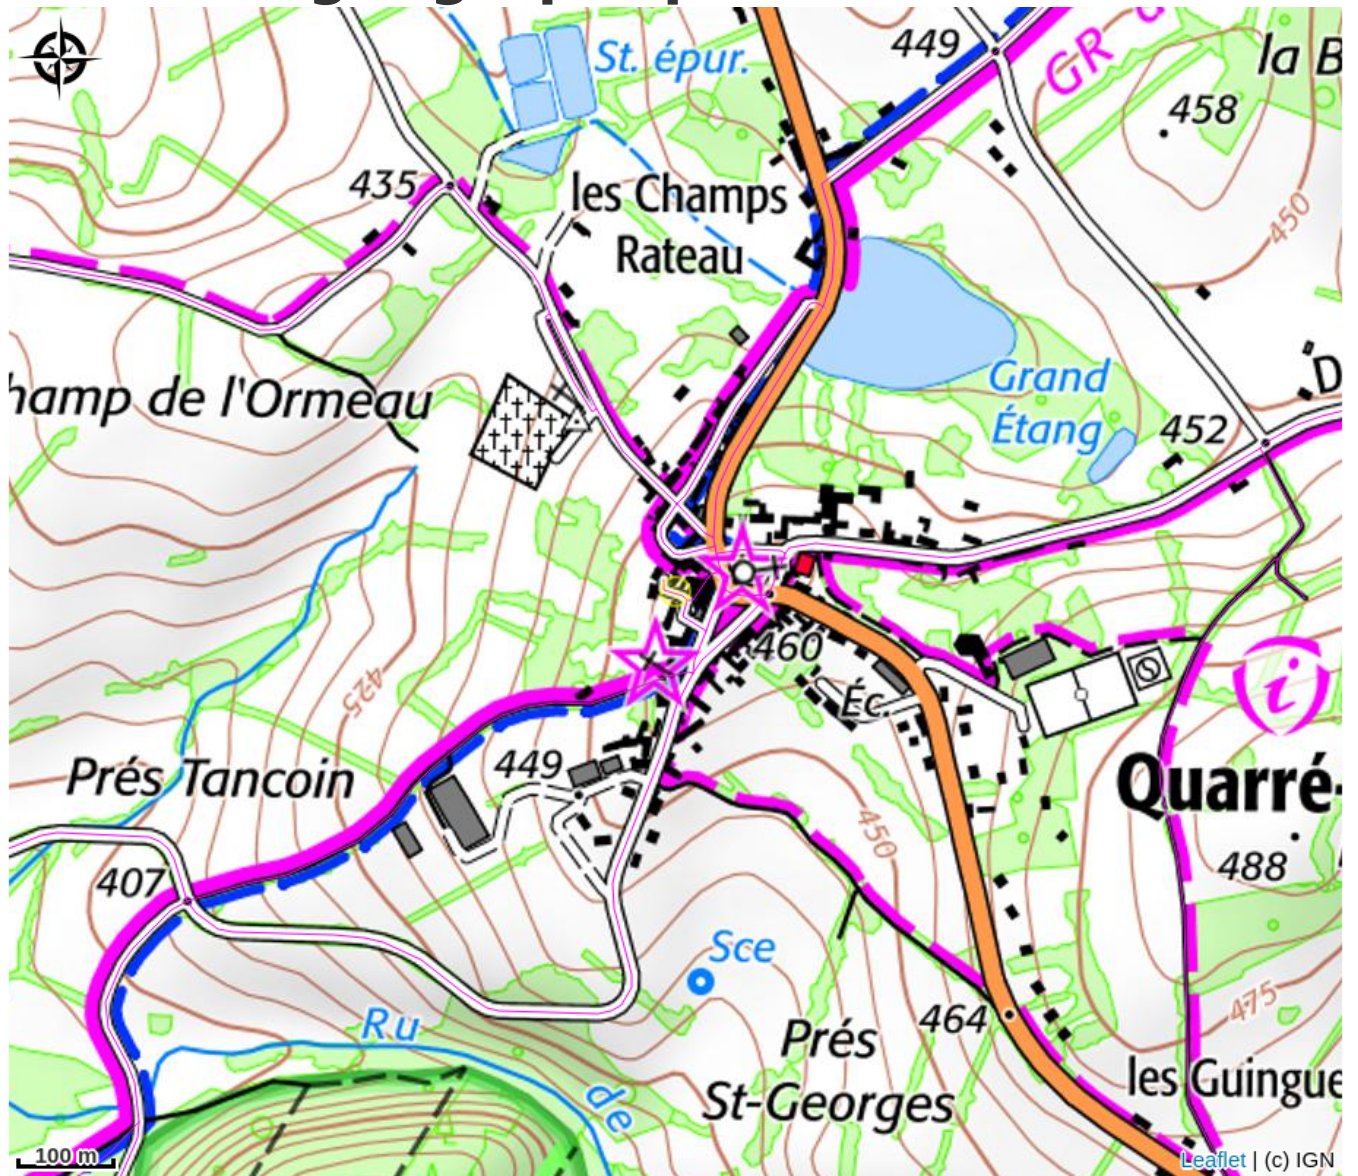 449
St. épur.
GR
la B
458
435
les Champs
Rateau
450
hamp de l'Ormeau
Grand
Étang
452
D
460
425
Éc.
i
449
Prés Tancoin
Quarré-
450
488
407
Sce
475
Ru
464
Prés
St-Georges
les Guingue
de
100 m
Leaflet | (c) IGN